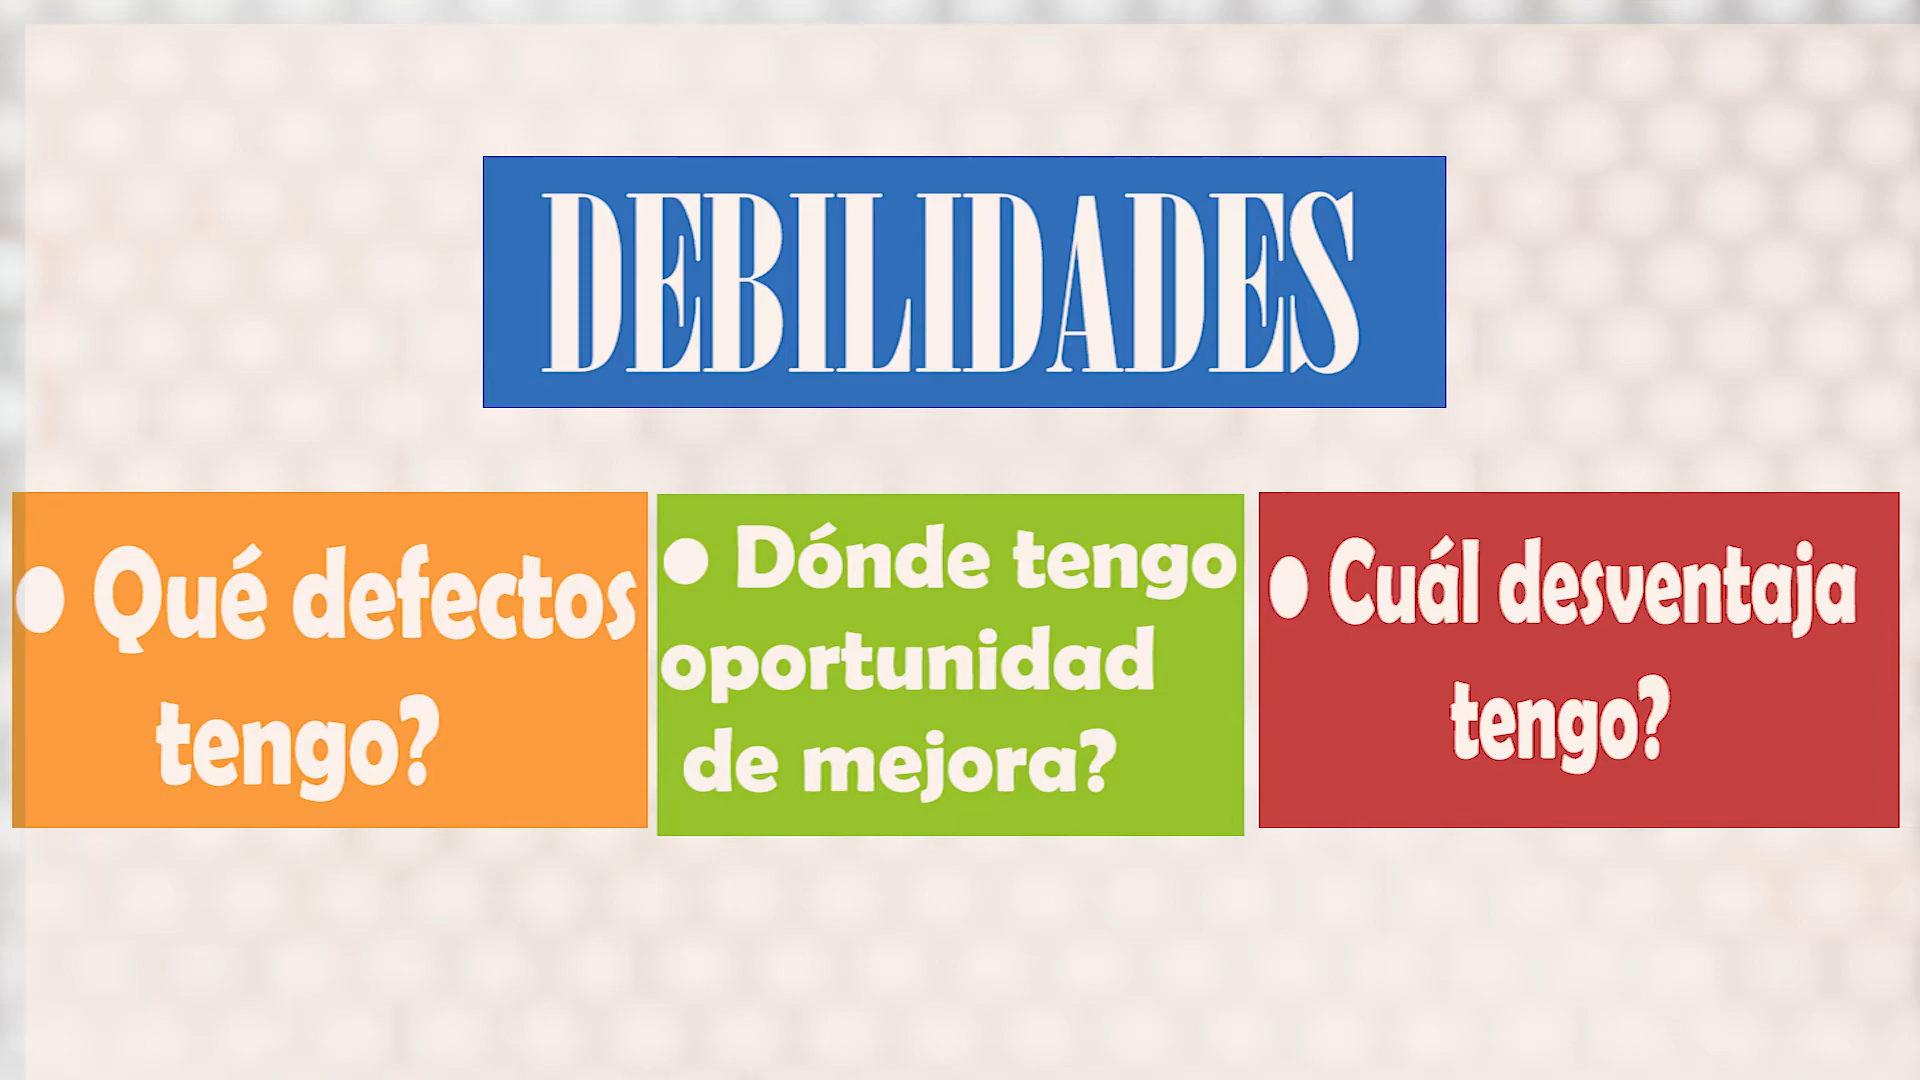 DEBILIDADES
• Qué defectos
tengo?
• Dónde tengo
oportunidad
de mejora?
• Cuál desventaja
tengo?